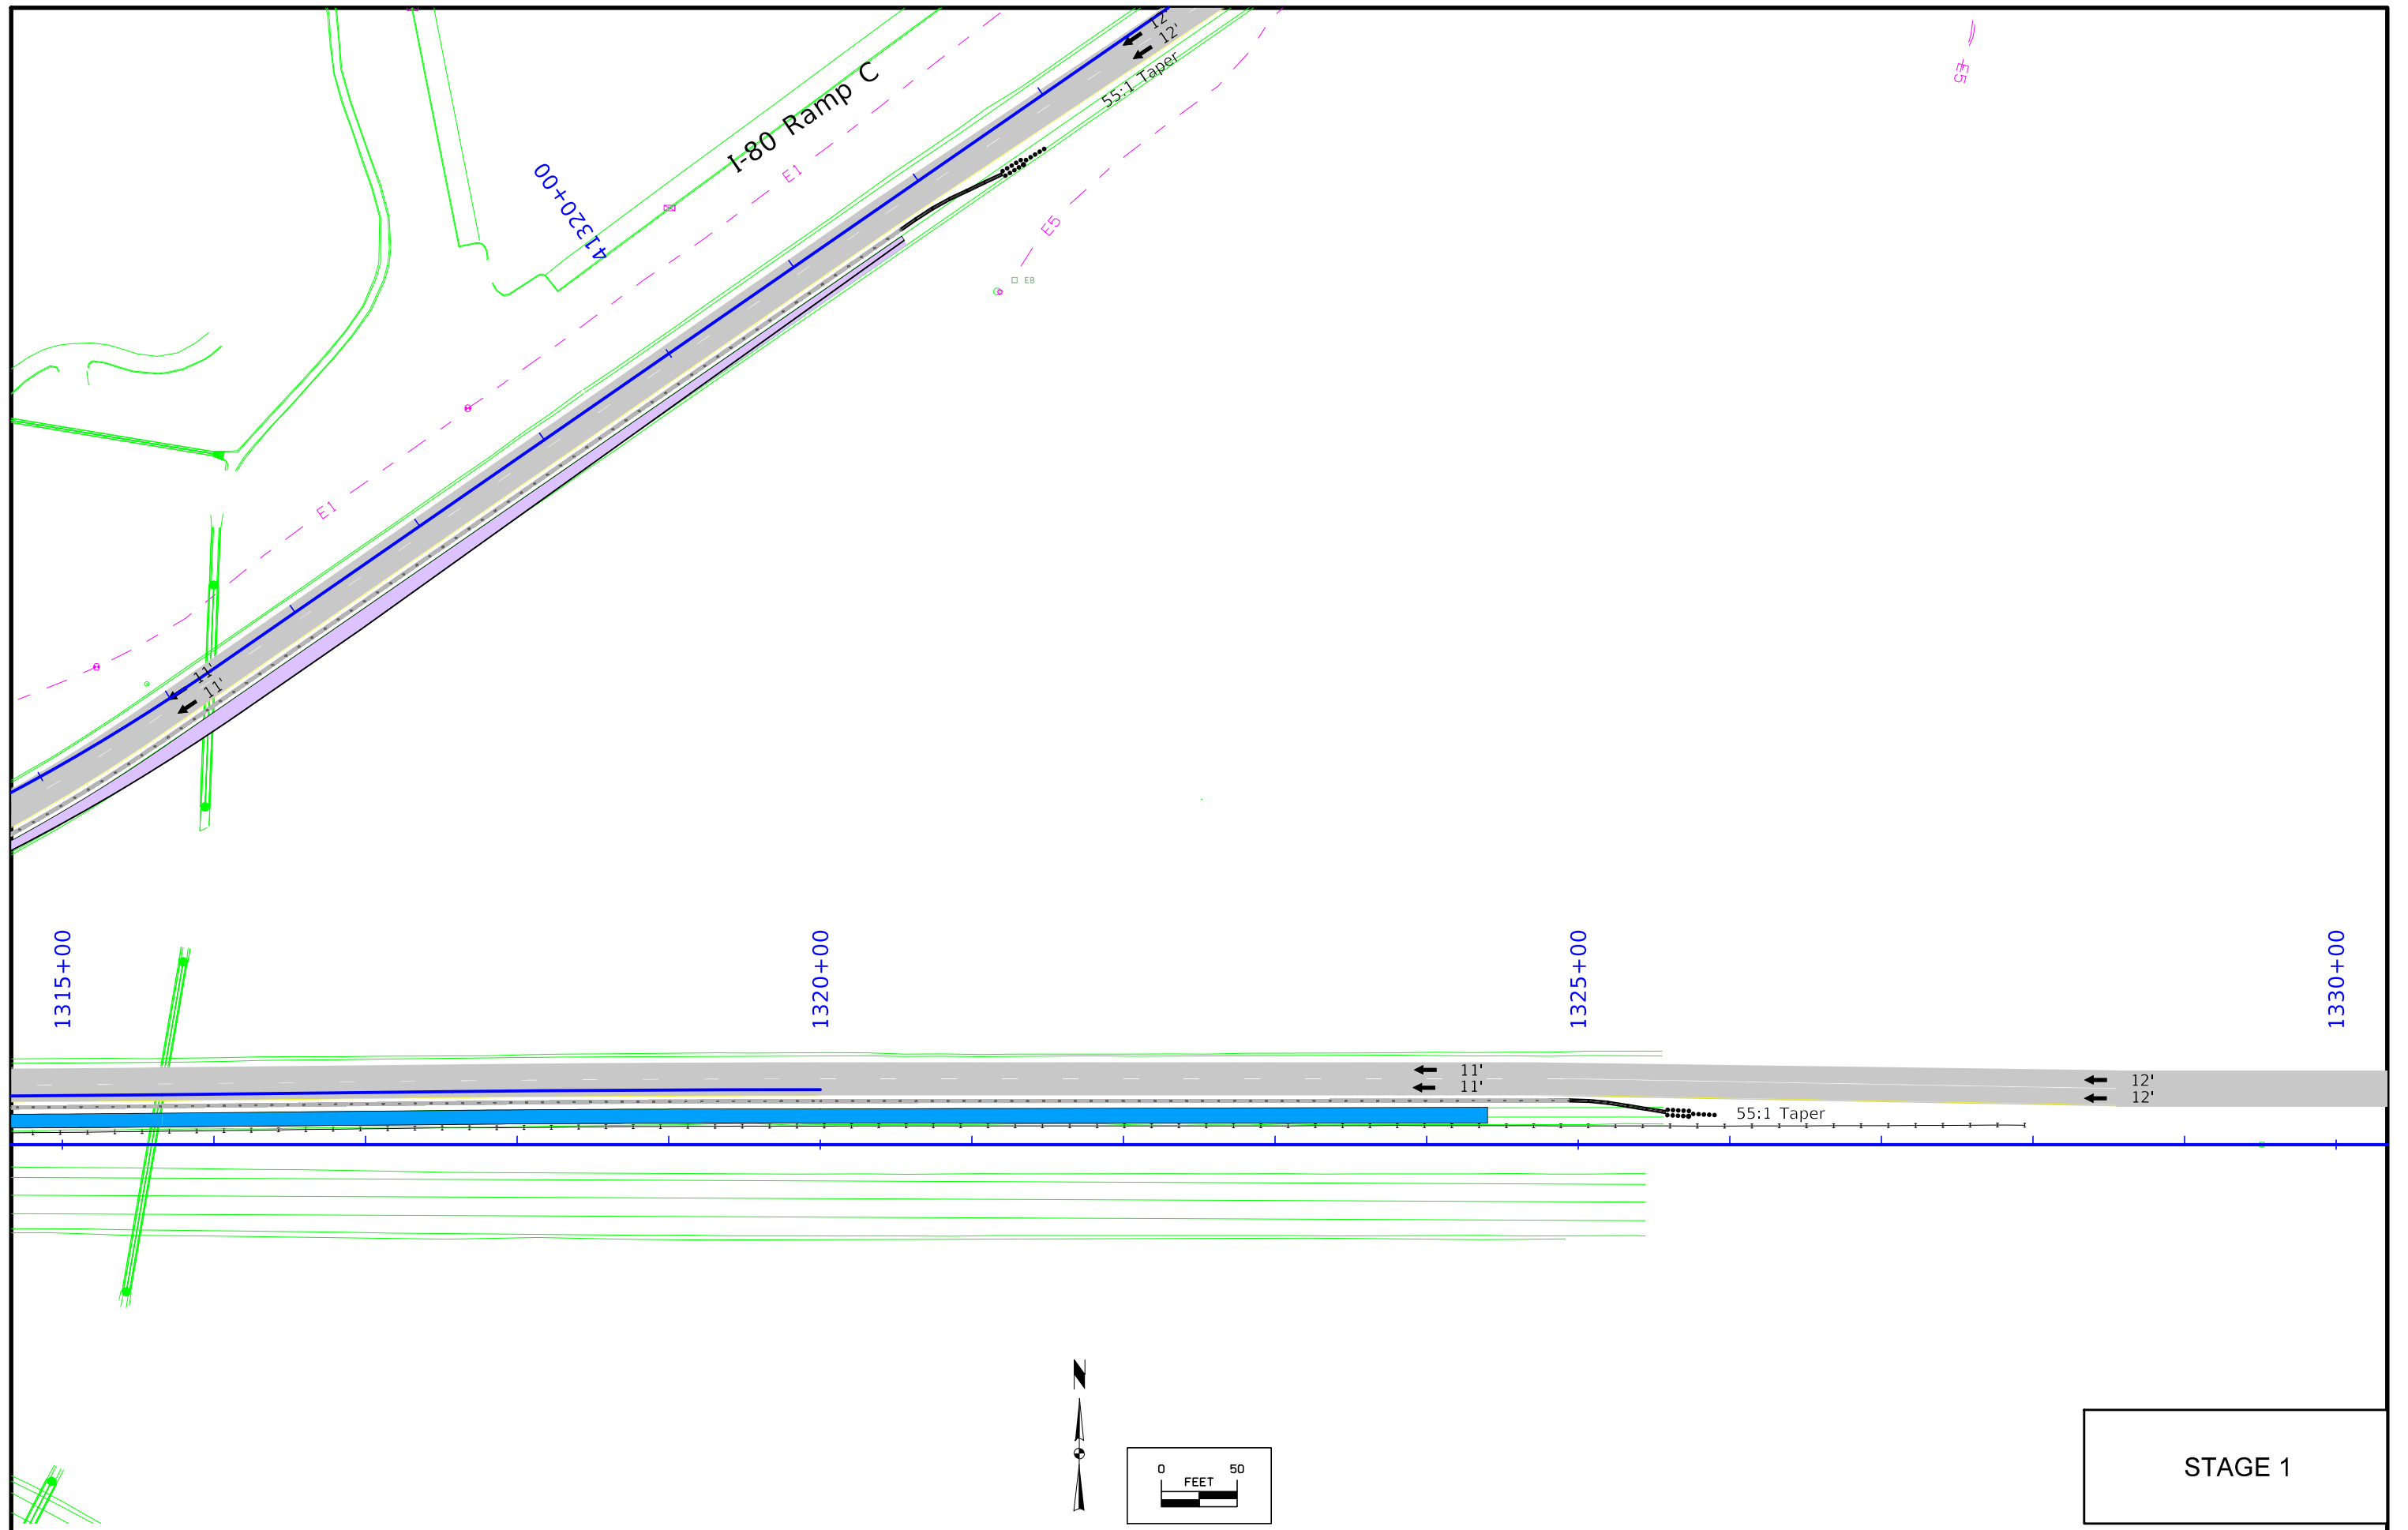 12'
12'
55:1 Taper
E5
I-80 Ramp C
E1
41320+00
E5
E8
E1
11'
11'
1315+00
1320+00
1325+00
1330+00
11'
11'
12'
12'
55:1 Taper
N
0 50
FEET
STAGE 1